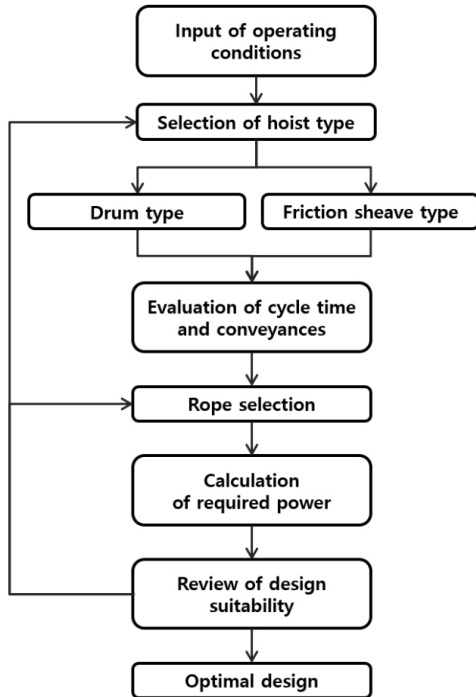 Input of operating
conditions
Selection of hoist type
Drum type
Friction sheave type
Evaluation of cycle time
and conveyances
Rope selection
Calculation
of required power
Review of design
suitability
Optimal design